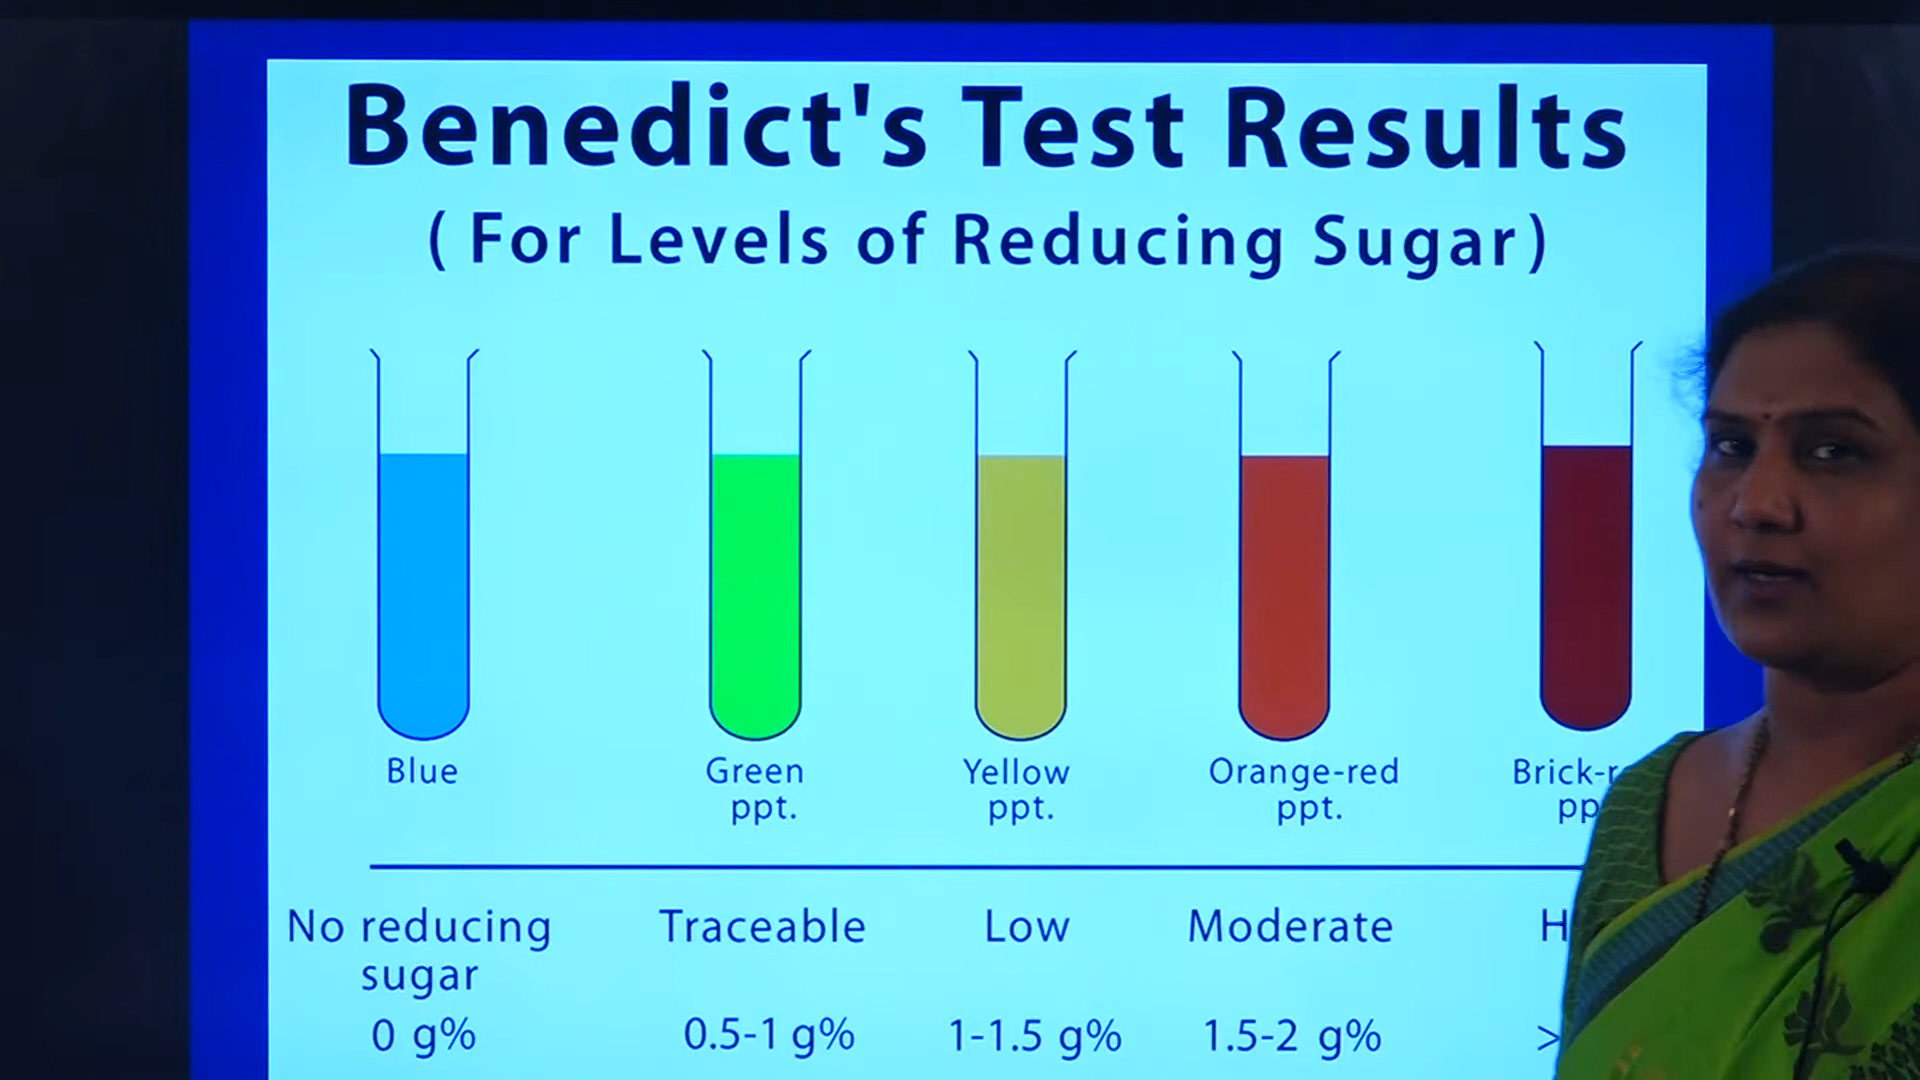 Benedict's Test Results
( For Levels of Reducing Sugar)
Blue
Green
ppt.
Yellow
ppt.
Orange-red
ppt.
No reducing
sugar
0 g%
Traceable
0.5-1 g%
Low
1-1.5 g%
Moderate
1.5-2 g%
>